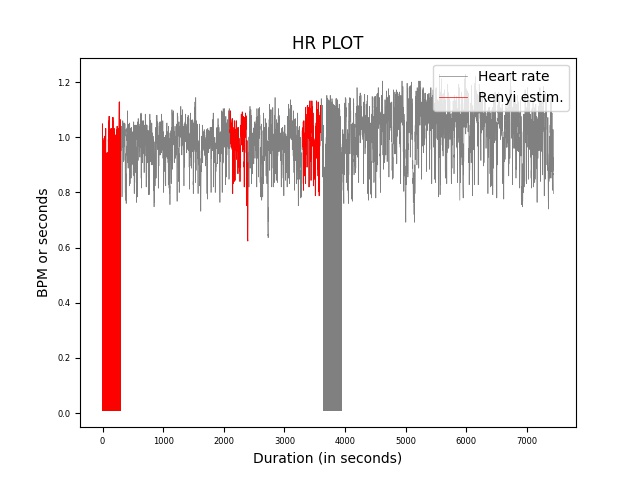 HR PLOT
Heart rate
Renyi estim.
BPM or seconds
1.2
1.0
0.8
0.6
0.4
0.2
0.0
0 1000 2000 3000 4000 5000 6000 7000
Duration (in seconds)